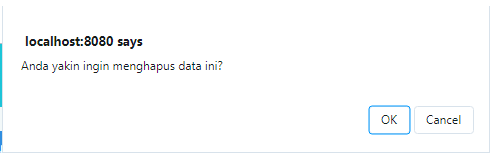 localhost:8080 says
Anda yakin ingin menghapus data ini?
OK Cancel